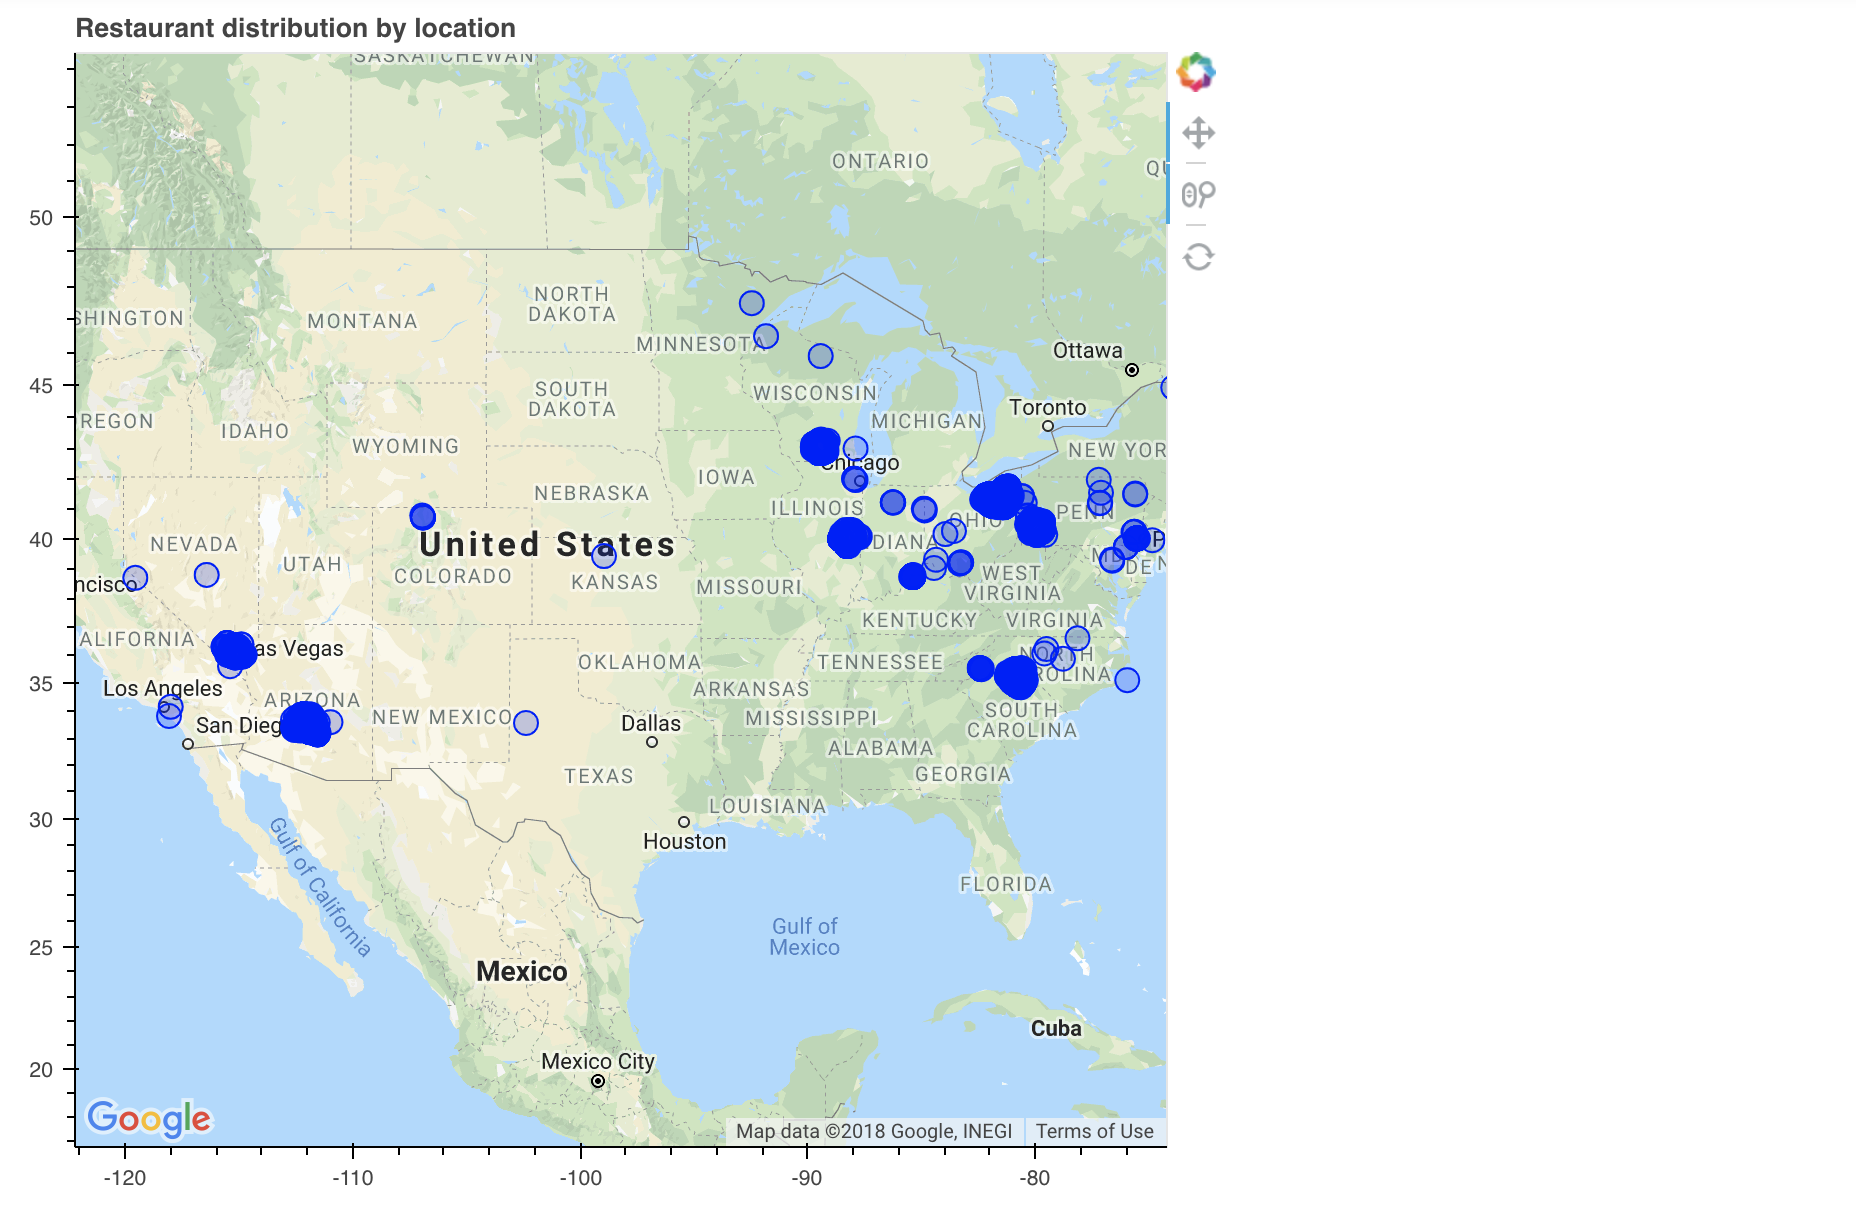 Restaurant distribution by location
SASKATCHEWAN
ONTARIO
QU
50
NORTH
DAKOTA
SHINGTON
MONTANA
MINNESOTA
Ottawa
45
SOUTH
DAKOTA
WISCONSIN
Toronto
REGON
IDAHO
MICHIGAN
WYOMING
NEW YOR
Chicago
IOWA
NEBRASKA
ILLINOIS
PENN
OHIO
40
NEVADA
United States
DIANA
P
UTAH
COLORADO
KANSAS
MISSOURI
WEST
VIRGINIA
DE
N
ncisco
KENTUCKY
VIRGINIA
ALIFORNIA
as Vegas
OKLAHOMA
TENNESSEE
NORTH
ROLINA
35
Los Angeles
ARIZONA
ARKANSAS
San Dieg
NEW MEXICO
Dallas
MISSISSIPPI
SOUTH
CAROLINA
ALABAMA
TEXAS
GEORGIA
LOUISIANA
30
Houston
Gulf of California
FLORIDA
Gulf of
Mexico
25
Mexico
Cuba
20
Mexico City
Google
Map data ©2018 Google, INEGI
Terms of Use
-120
-110
-100
-90
-80